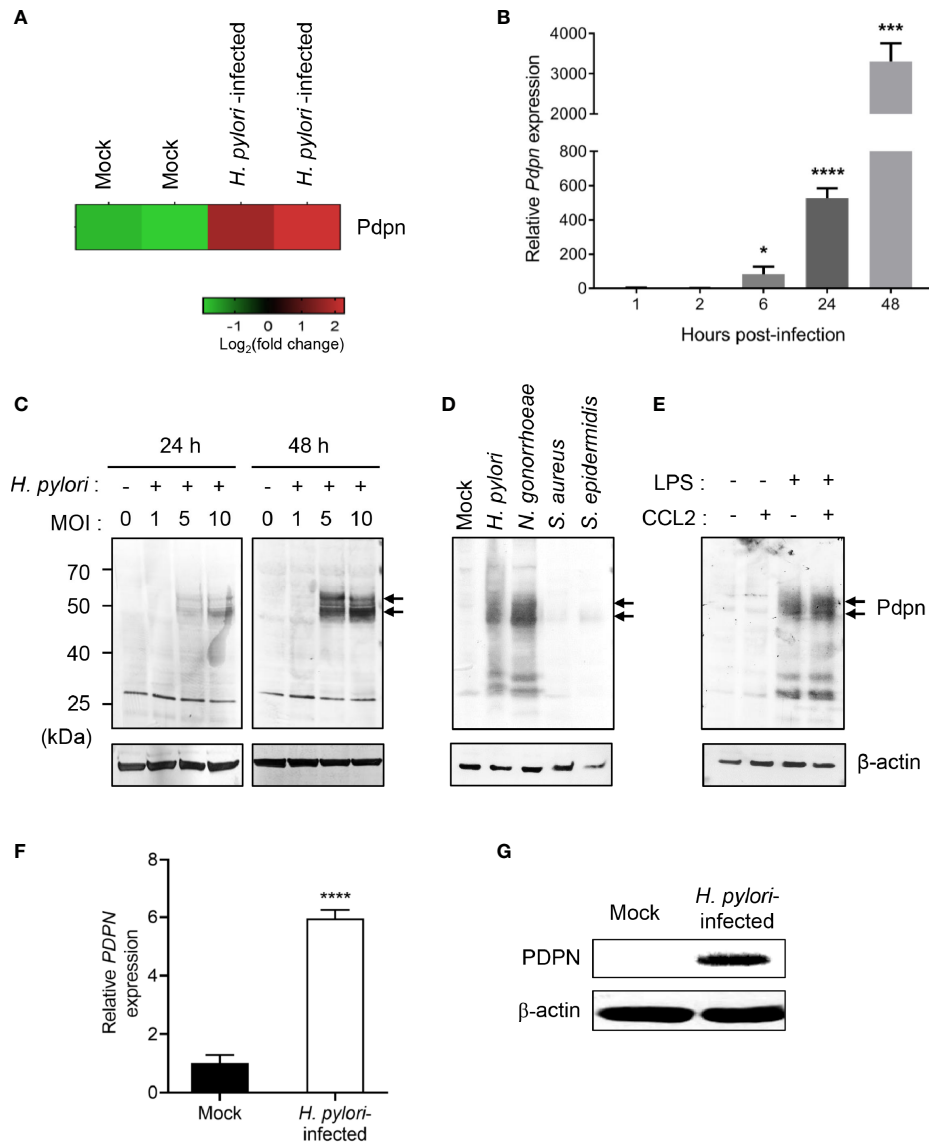 A
Mock
Mock
H. pylori -infected
H. pylori -infected
Pdpn
-1 0 1 2
Log2(fold change)
B
Relative Pdpn expression
4000
3000
2000
800
600
400
200
0
*
****
***
1 2 6 24 48
Hours post-infection
C
24 h 48 h
H. pylori : - + + + - + + +
MOI: 0 1 5 10 0 1 5 10
70
50
40
25
(kDa)
D
Mock
H. pylori
N. gonorrhoeae
S. aureus
S. epidermidis
E
LPS : - - + +
CCL2 : - + - +
Pdpn
β-actin
F
Relative PDPN
expression
8
6
4
2
0
****
Mock
H. pylori-
infected
G
Mock
H. pylori-
infected
PDPN
β-actin